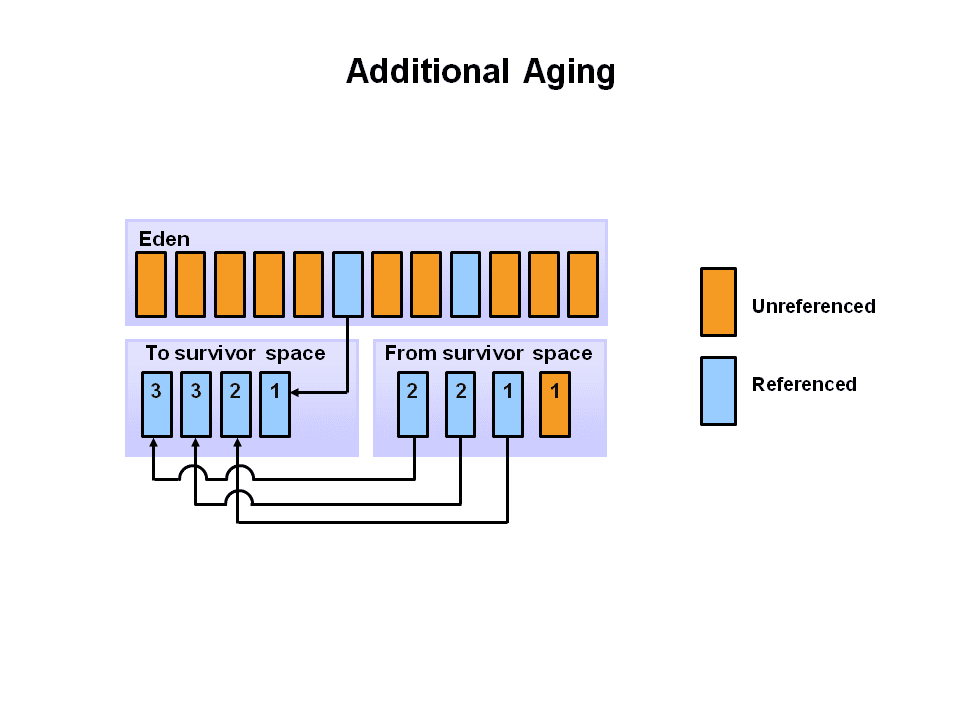 Additional Aging
Eden
To survivor space
From survivor space
3 3 2 1
2 2 1 1
Unreferenced
Referenced